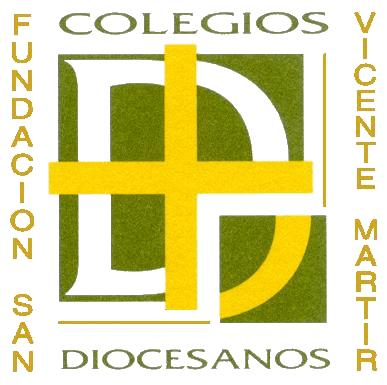 COLEGIOS
DIOCESANOS
FUNDACION SAN
VICENTE MARTIR
D